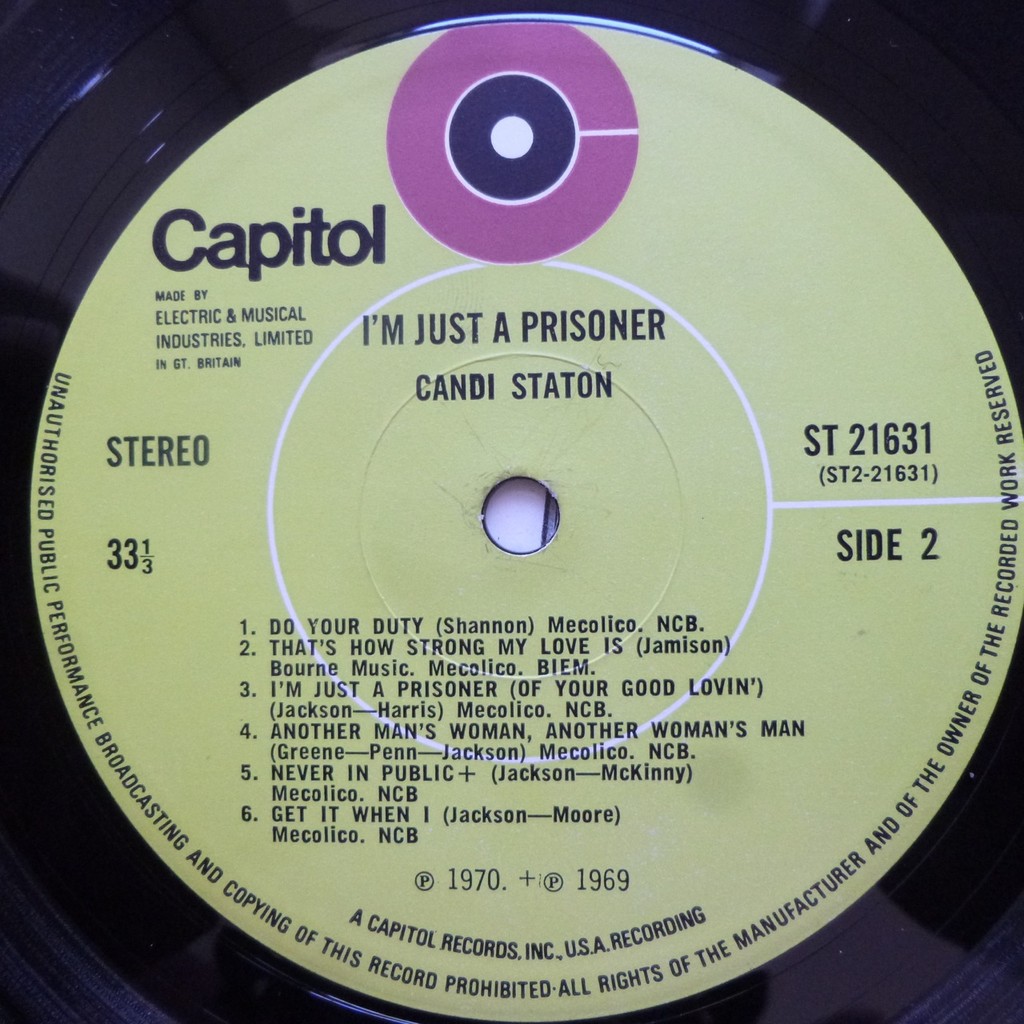 Capitol
MADE BY
ELECTRIC & MUSICAL
INDUSTRIES, LIMITED
IN GT. BRITAIN
I'M JUST A PRISONER
CANDI STATON
STEREO
33⅓
ST 21631
(ST2-21631)
SIDE 2
1. DO YOUR DUTY (Shannon) Mecolico. NCB.
2. THAT'S HOW STRONG MY LOVE IS (Jamison)
Bourne Music. Mecolico. BIEM.
3. I'M JUST A PRISONER (OF YOUR GOOD LOVIN')
(Jackson—Harris) Mecolico. NCB.
4. ANOTHER MAN'S WOMAN, ANOTHER WOMAN'S MAN
(Greene—Penn—Jackson) Mecolico. NCB.
5. NEVER IN PUBLIC+ (Jackson—McKinny)
Mecolico. NCB
6. GET IT WHEN I (Jackson—Moore)
Mecolico. NCB
℗ 1970. +℗ 1969
A CAPITOL RECORDS, INC., U.S.A. RECORDING
UNAUTHORISED PUBLIC PERFORMANCE BROADCASTING AND COPYING OF THIS RECORD PROHIBITED·ALL RIGHTS OF THE MANUFACTURER AND OF THE OWNER OF THE RECORDED WORK RESERVED